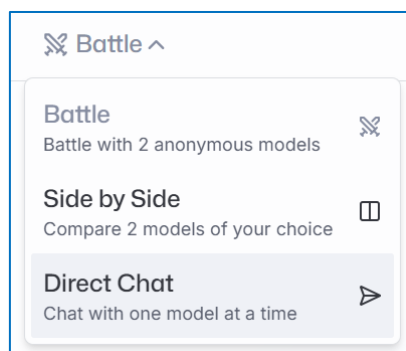 Battle
Battle
Battle with 2 anonymous models
Side by Side
Compare 2 models of your choice
Direct Chat
Chat with one model at a time